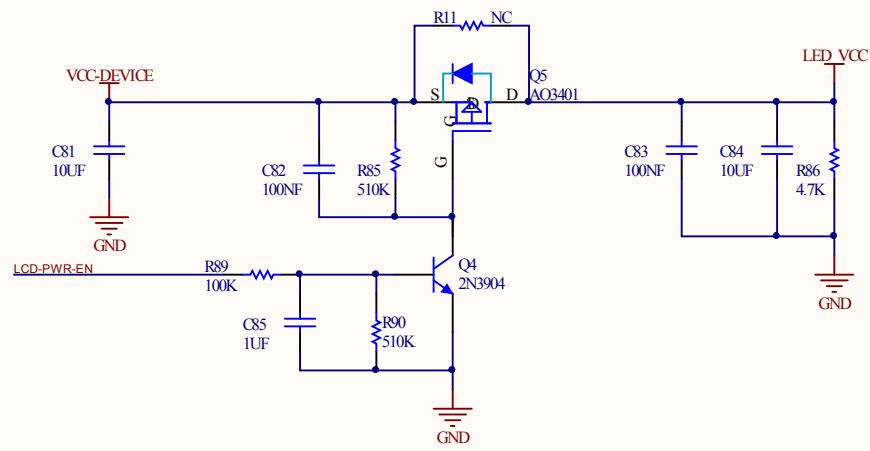 R11 NC
VCC-DEVICE
LED_VCC
Q5
AO3401
S
D
D
G
G
C81
10UF
C82
100NF
R85
510K
C83
100NF
C84
10UF
R86
4.7K
GND
LCD-PWR-EN
R89
100K
Q4
2N3904
C85
1UF
R90
510K
GND
GND